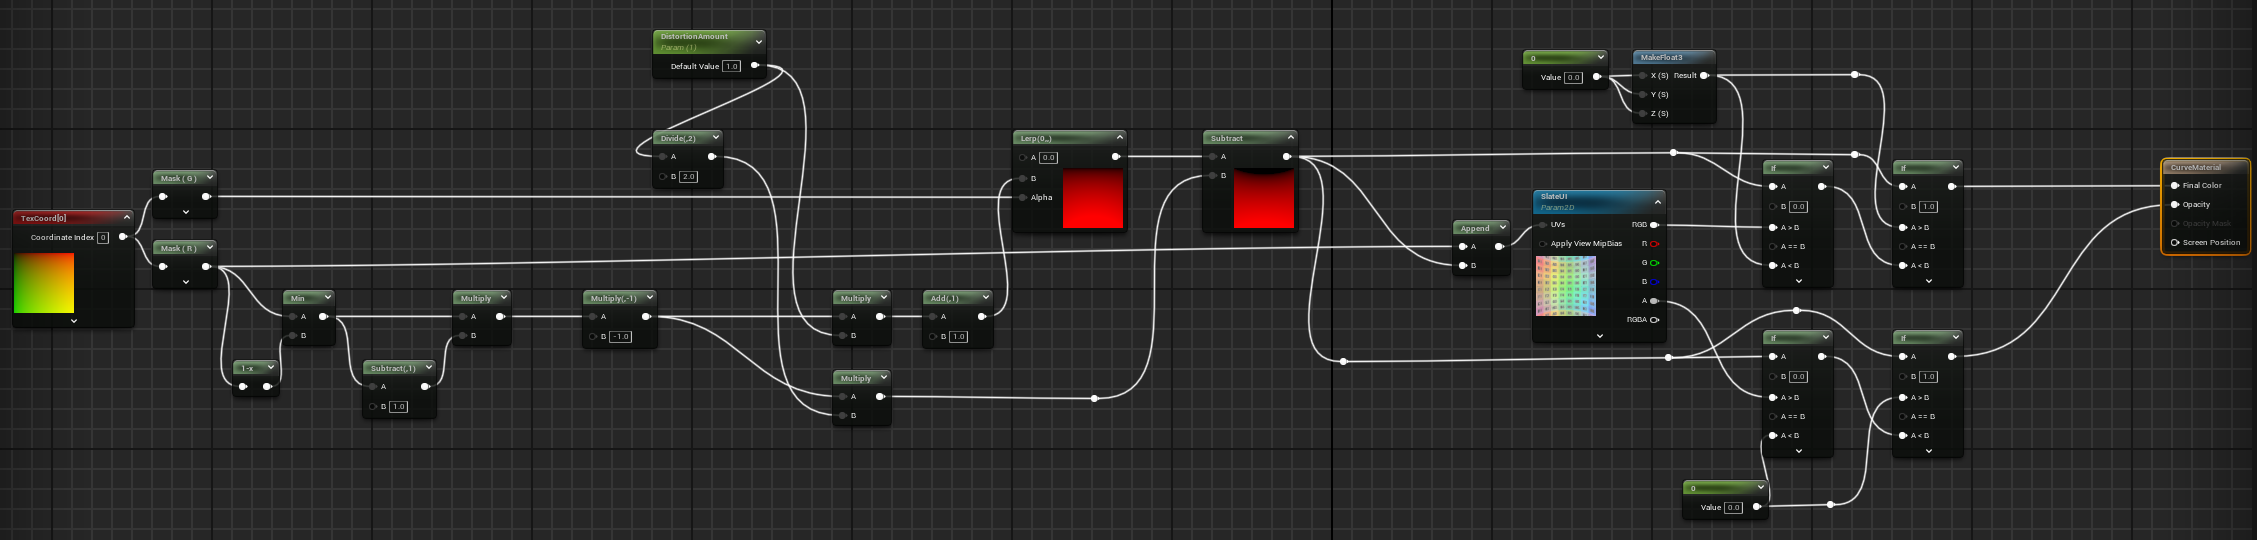 DistortionAmount
Param (1)
Default Value 1.0
Divide(,2)
A
B 2.0
Mask ( G )
TexCoord[0]
Coordinate Index 0
Mask ( R )
Min
A
B
1-x
Subtract(,1)
A
B 1.0
Multiply
A
B
Multiply(,-1)
A
B -1.0
Multiply
A
B
Add(,1)
A
B 1.0
Multiply
A
B
Lerp(0,,)
A 0.0
B
Alpha
Subtract
A
B
Append
A
B
0
Value 0.0
MakeFloat3
X (S) Result
Y (S)
Z (S)
SlateUI
Param2D
UVs RGB
Apply View MipBias R
G
B
A
RGBA
If
A
B 0.0
A > B
A == B
A < B
If
A
B 1.0
A > B
A == B
A < B
If
A
B 0.0
A > B
A == B
A < B
If
A
B 1.0
A > B
A == B
A < B
0
Value 0.0
CurveMaterial
Final Color
Opacity
Opacity Mask
Screen Position